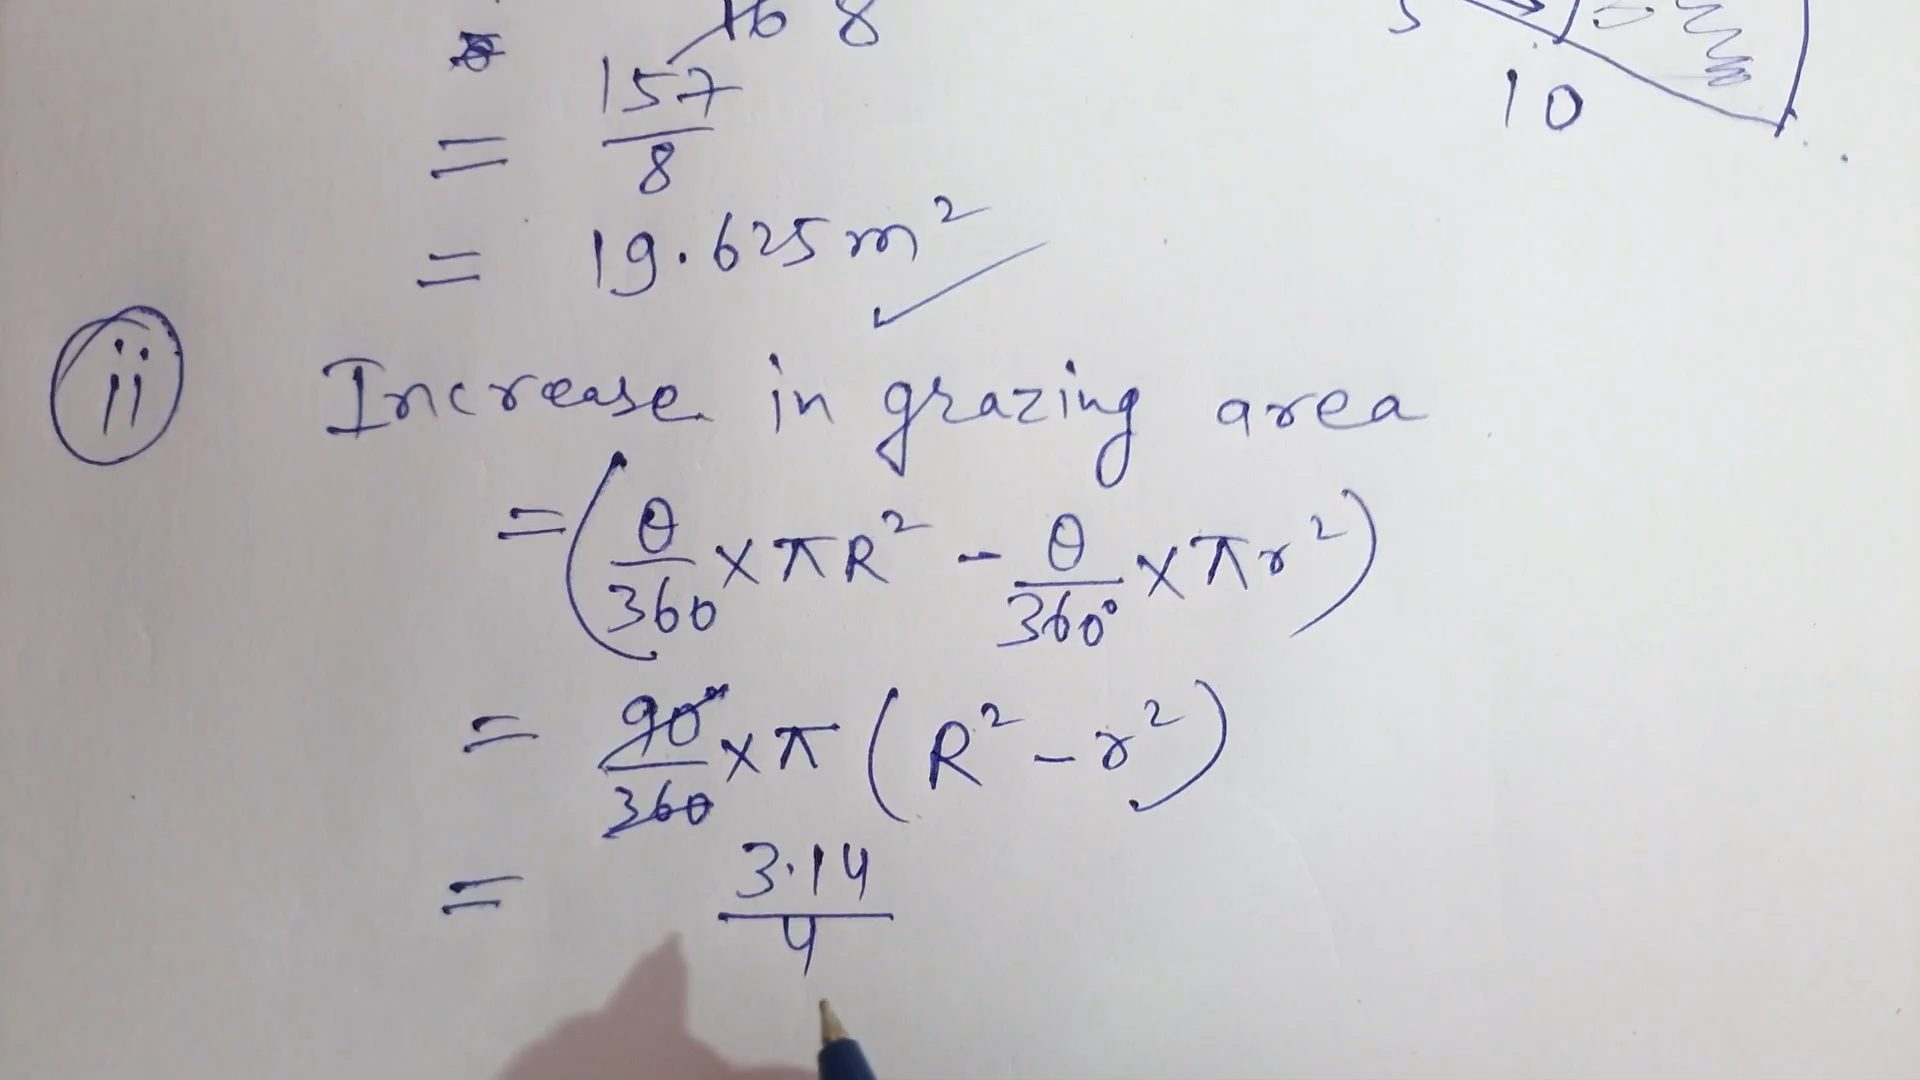 16 8
157
8
=
= 19.625 m²
5
10
ii Increase in grazing area
= (θ/360 × πR² - θ/360° × πr²)
= 90°/360 × π (R² - r²)
= 3.14/4